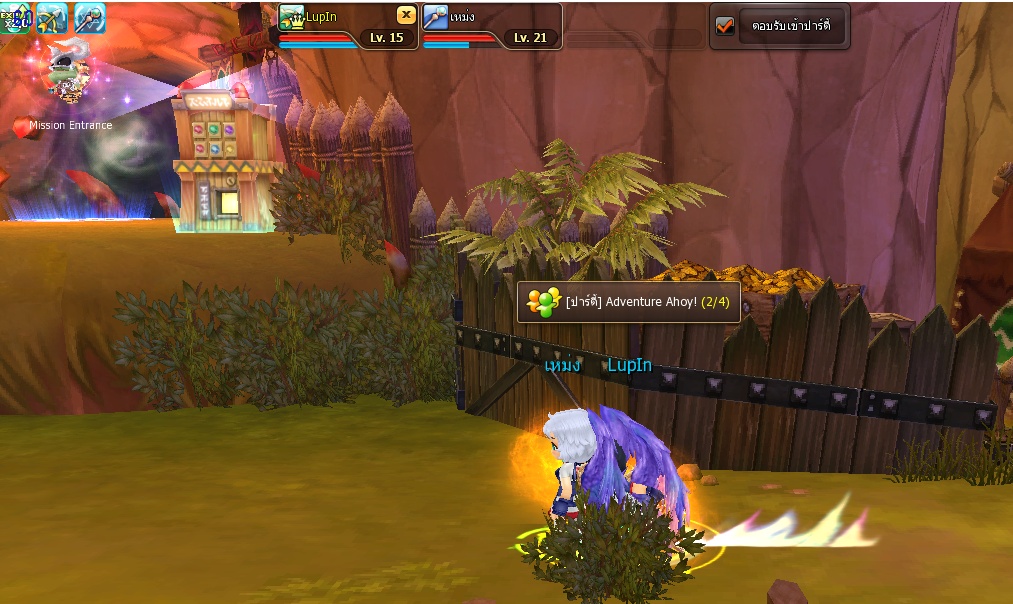 LupIn
Lv. 15
เหม่ง
Lv. 21
ตอบรับเข้าปาร์ตี้
Mission Entrance
[ปาร์ตี้] Adventure Ahoy! (2/4)
เหม่ง LupIn